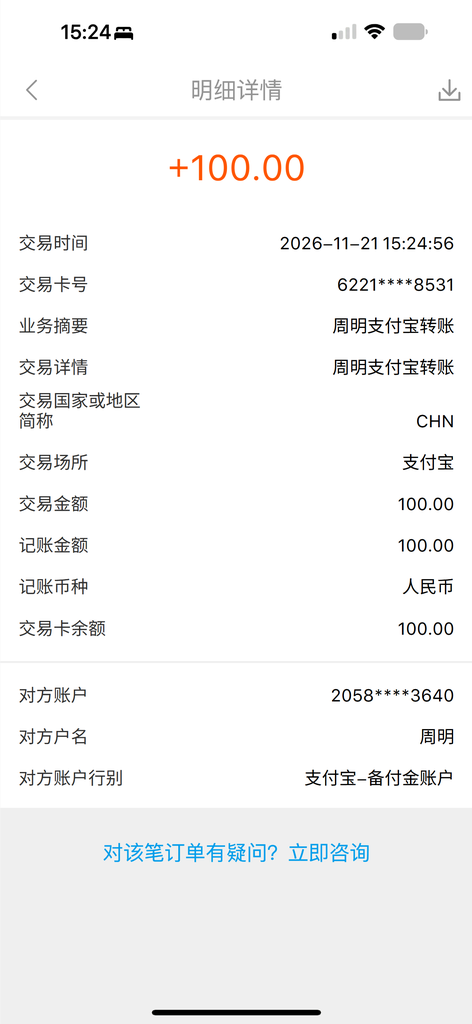 15:24
明细详情
+100.00
交易时间 2026-11-21 15:24:56
交易卡号 6221****8531
业务摘要 周明支付宝转账
交易详情 周明支付宝转账
交易国家或地区
简称 CHN
交易场所 支付宝
交易金额 100.00
记账金额 100.00
记账币种 人民币
交易卡余额 100.00
对方账户 2058****3640
对方户名 周明
对方账户行别 支付宝-备付金账户
对该笔订单有疑问？立即咨询